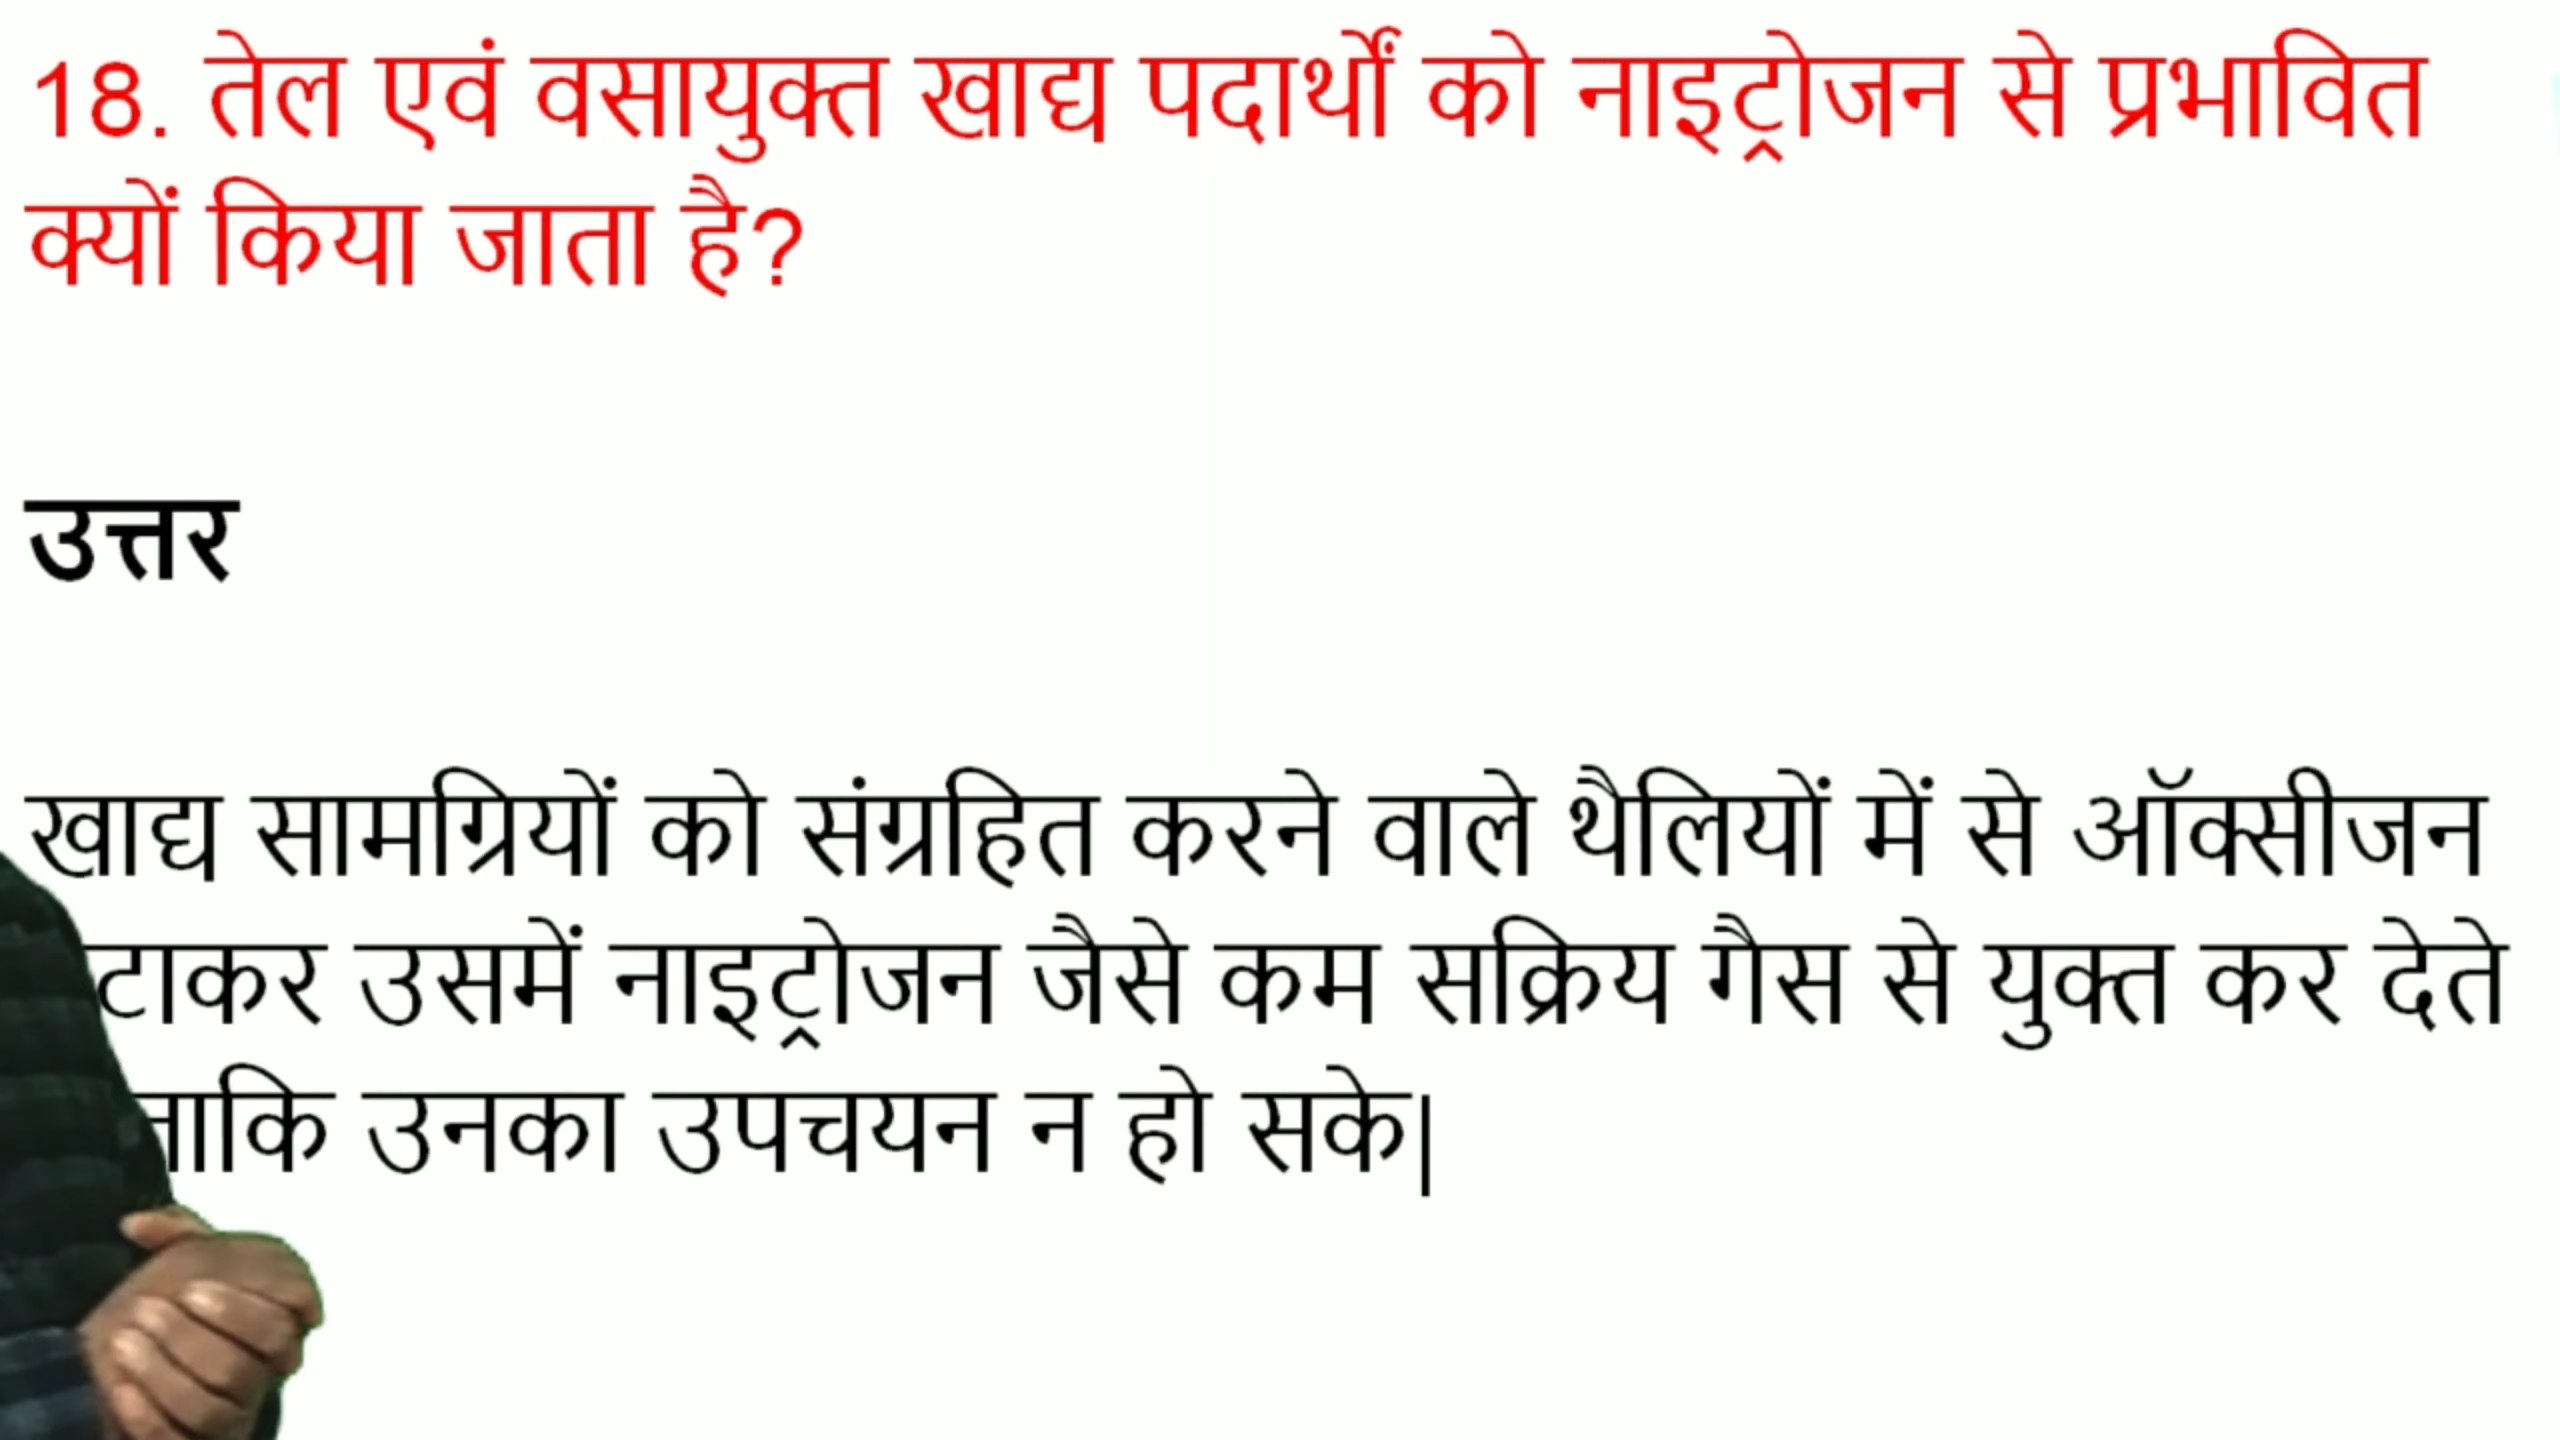 18. तेल एवं वसायुक्त खाद्य पदार्थों को नाइट्रोजन से प्रभावित
क्यों किया जाता है?
उत्तर
खाद्य सामग्रियों को संग्रहित करने वाले थैलियों में से ऑक्सीजन
उसमें नाइट्रोजन जैसे कम सक्रिय गैस से युक्त कर देते
उनका उपचयन न हो सके|